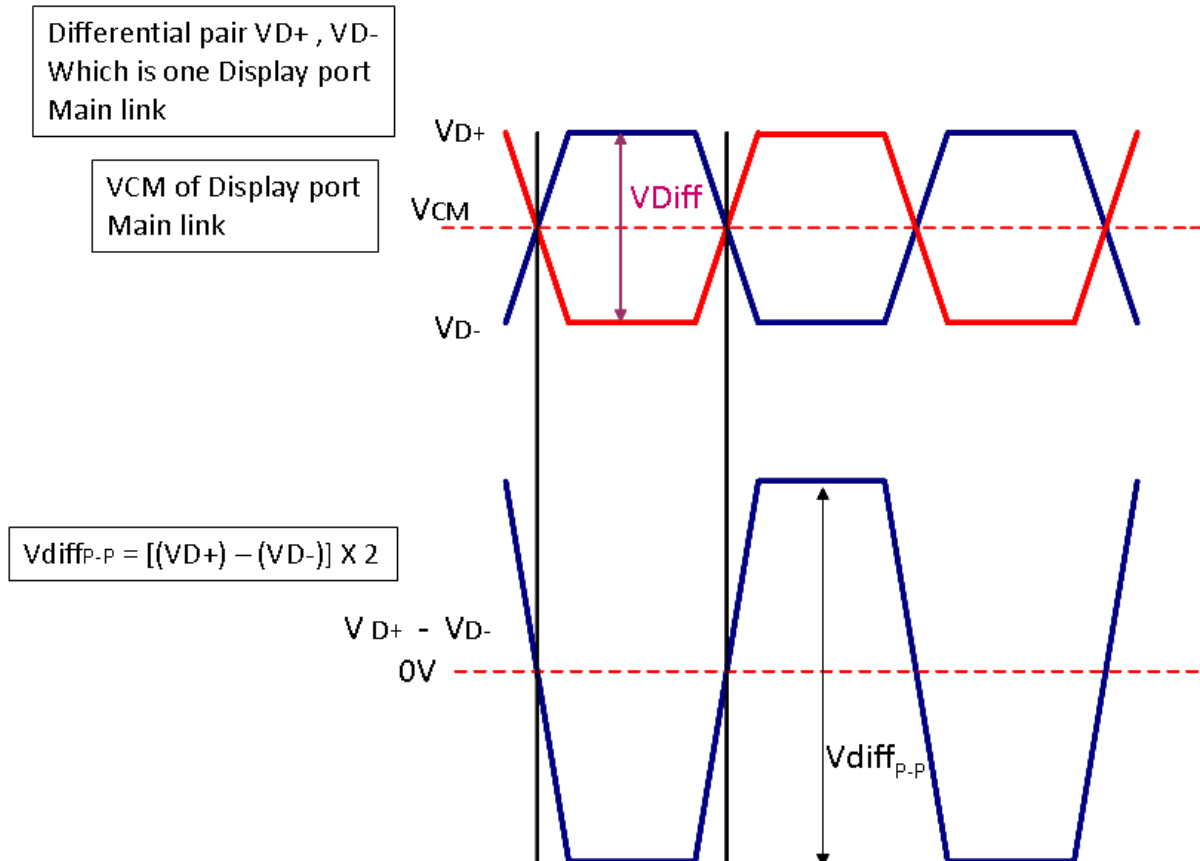 Differential pair VD+ , VD-
Which is one Display port
Main link
VCM of Display port
Main link
VD+
VDiff
VCM
VD-
VdiffP-P = [(VD+) – (VD-)] X 2
V D+ - VD-
0V
VdiffP-P